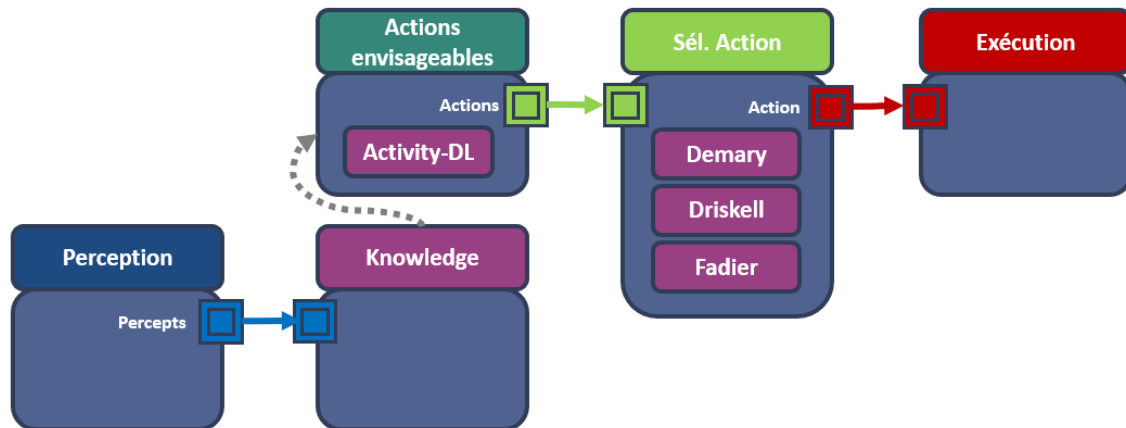 Actions
envisageables
Sél. Action
Exécution
Actions
Action
Activity-DL
Demary
Driskell
Fadier
Perception
Knowledge
Percepts